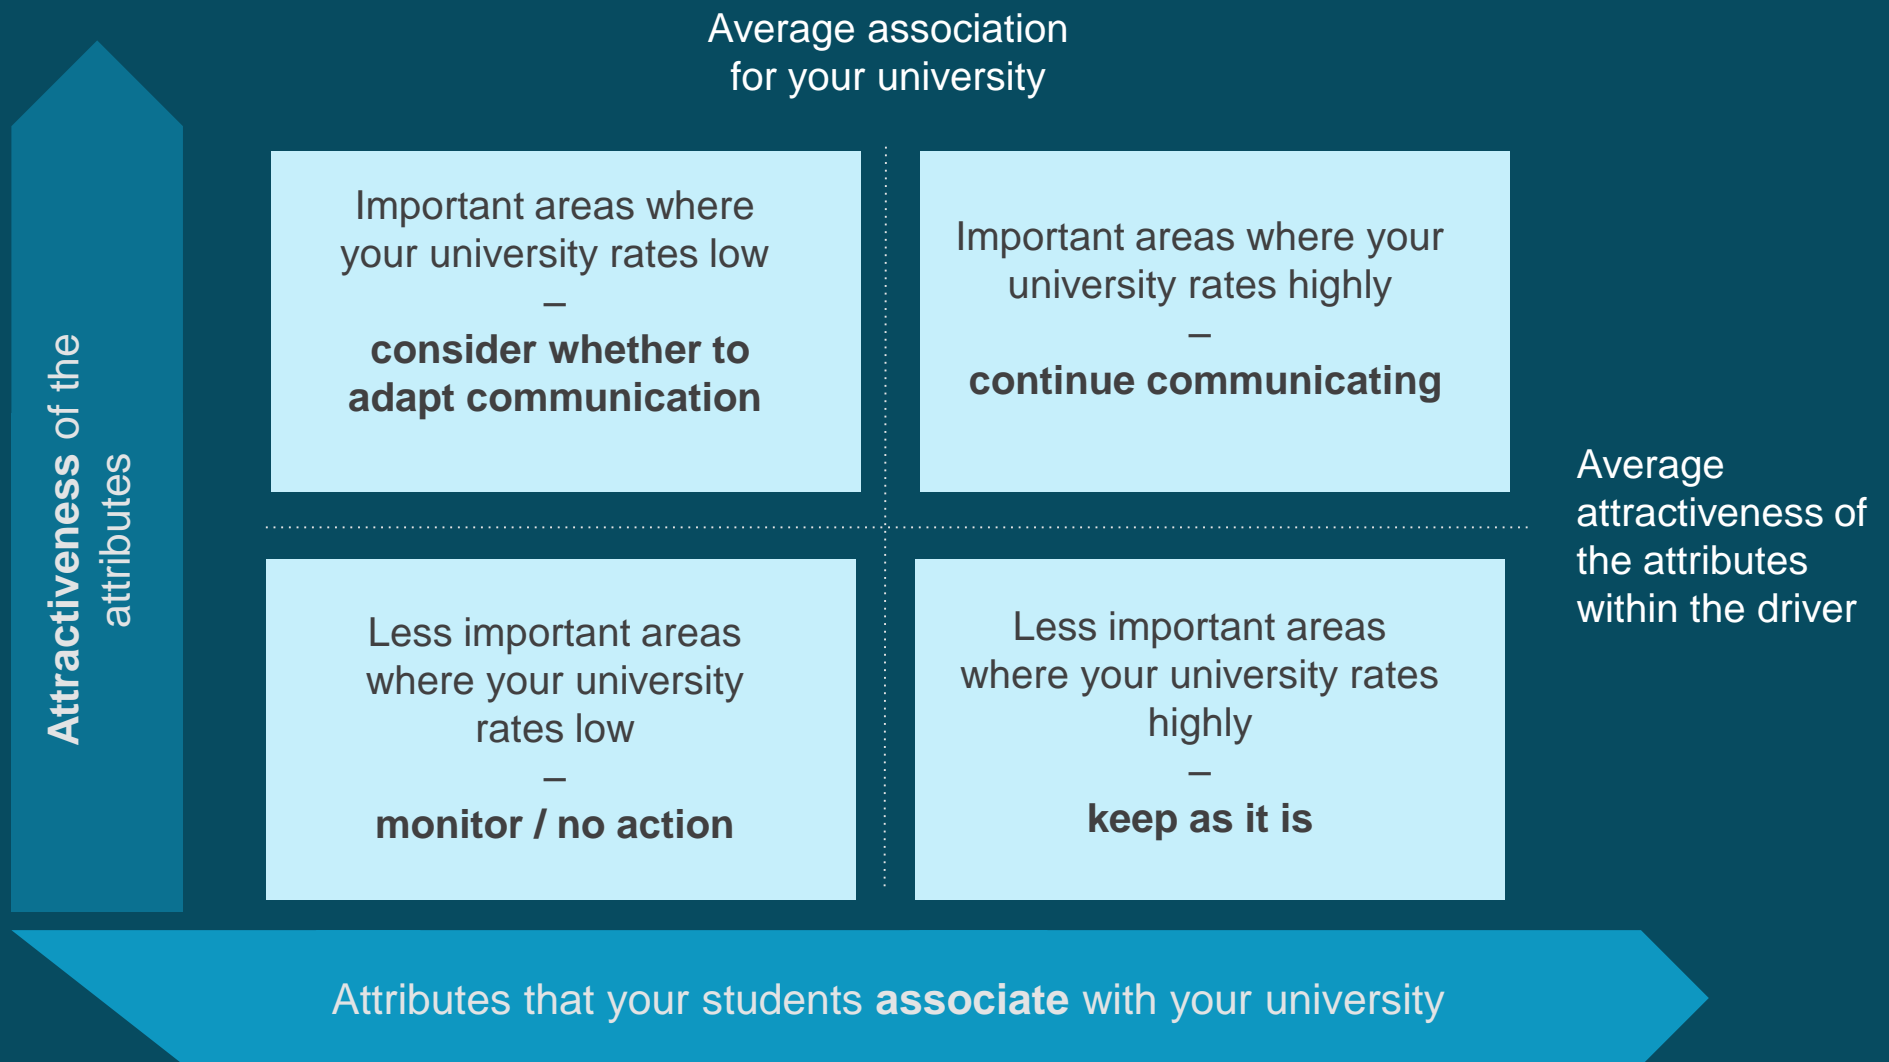 Average association
for your university
Attractiveness of the
attributes
Important areas where
your university rates low
–
consider whether to
adapt communication
Important areas where your
university rates highly
–
continue communicating
Average
attractiveness of
the attributes
within the driver
Less important areas
where your university
rates low
–
monitor / no action
Less important areas
where your university rates
highly
–
keep as it is
Attributes that your students associate with your university